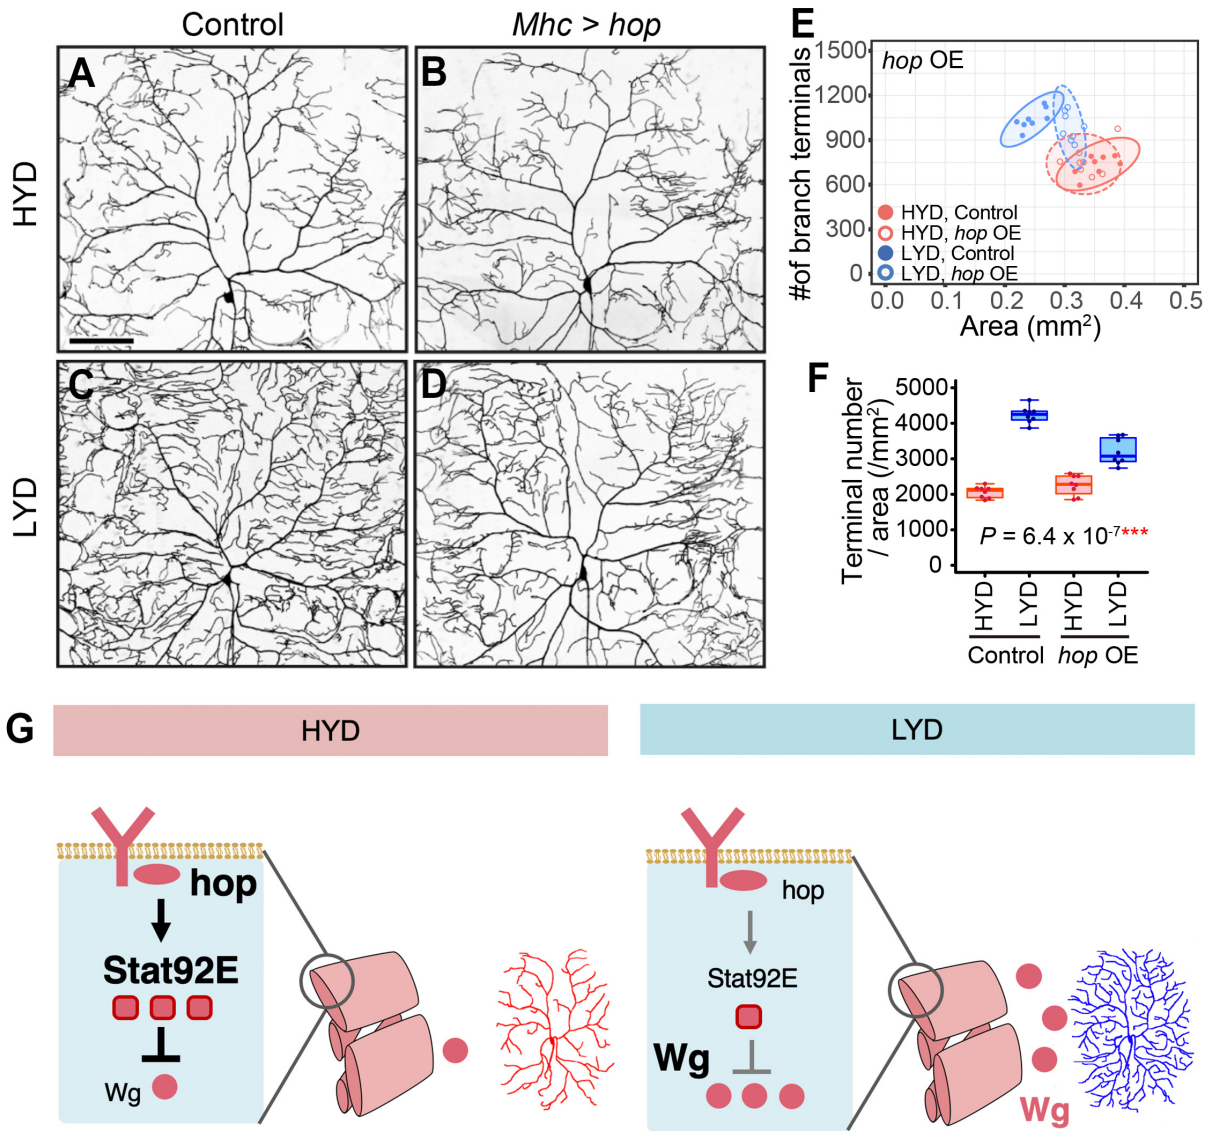 Control
Mhc > hop
HYD
LYD
A
B
C
D
E
hop OE
#of branch terminals
1500
1200
900
600
300
0
HYD, Control
HYD, hop OE
LYD, Control
LYD, hop OE
0.0 0.1 0.2 0.3 0.4 0.5
Area (mm²)
F
Terminal number
/ area (/mm²)
5000
4000
3000
2000
1000
0
P = 6.4 x 10⁻⁷***
HYD LYD HYD LYD
Control hop OE
G
HYD
LYD
hop
Stat92E
Wg
hop
Stat92E
Wg
Wg